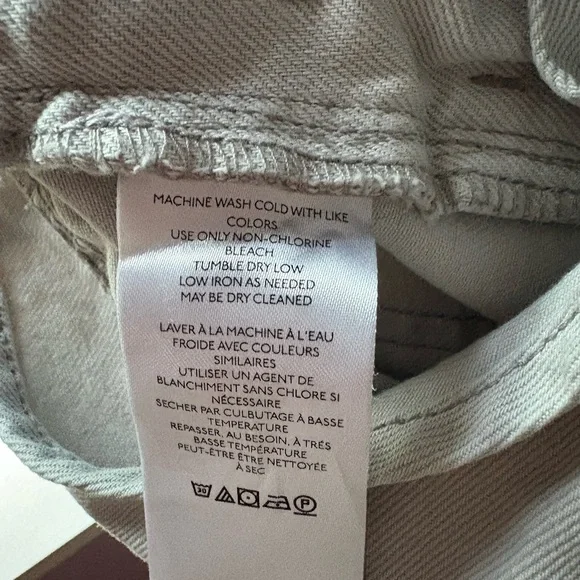 MACHINE WASH COLD WITH LIKE
COLORS
USE ONLY NON-CHLORINE
BLEACH
TUMBLE DRY LOW
LOW IRON AS NEEDED
MAY BE DRY CLEANED
LAVER À LA MACHINE À L'EAU
FROIDE AVEC COULEURS
SIMILAIRES
UTILISER UN AGENT DE
BLANCHIMENT SANS CHLORE SI
NÉCESSAIRE
SECHER PAR CULBUTAGE À BASSE
TEMPERATURE
REPASSER, AU BESOIN, À TRÉS
BASSE TEMPÉRATURE
PEUT-ÊTRE ÊTRE NETTOYÉE
À SEC
30 P